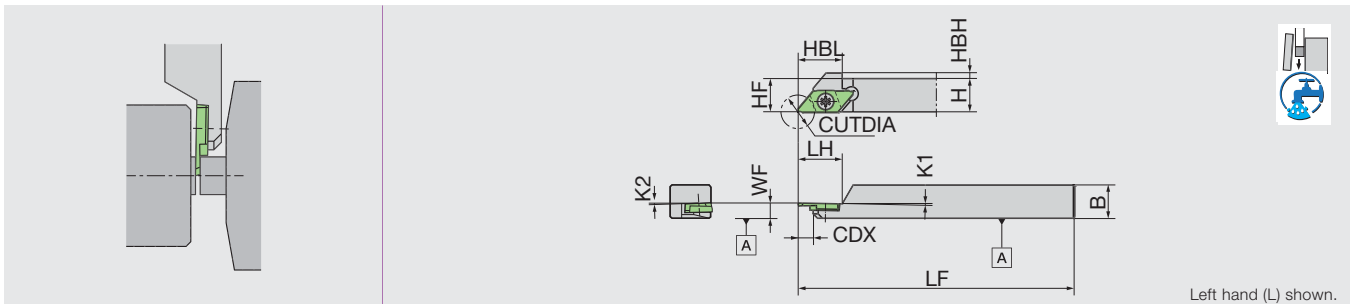 HBL
HBH
HF
H
CUTDIA
LH
K1
K2
WF
B
A
CDX
A
LF
Left hand (L) shown.